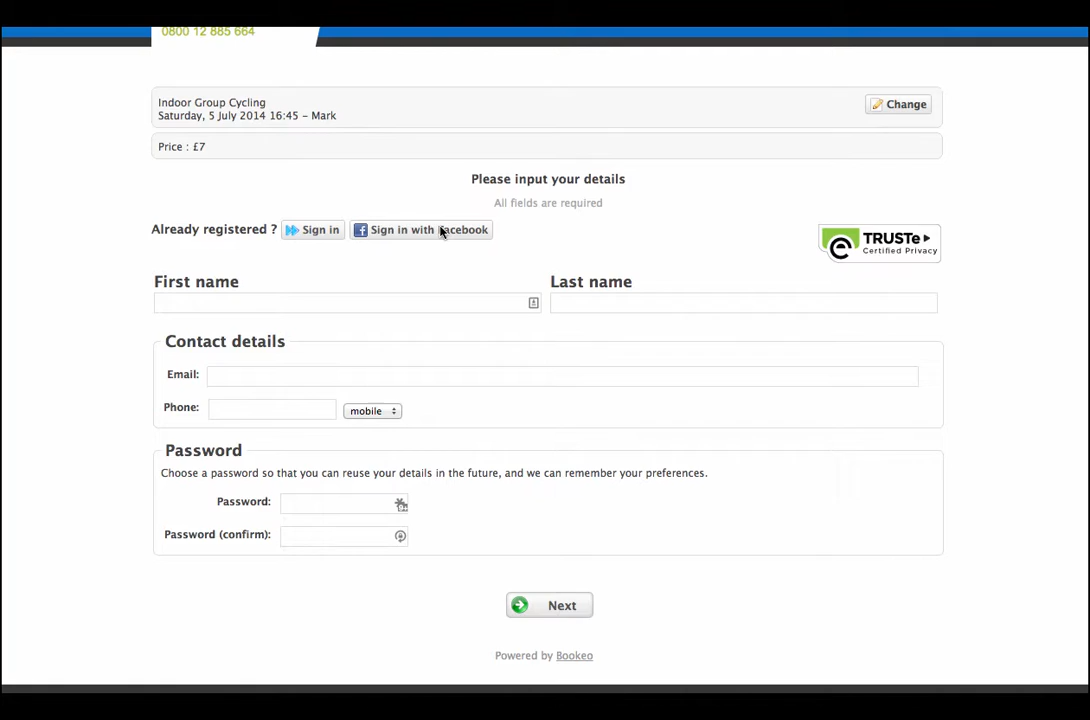 0800 12 885 664
Indoor Group Cycling
Change
Saturday, 5 July 2014 16:45 – Mark
Price : £7
Please input your details
All fields are required
Already registered ? Sign in Sign in with Facebook
TRUSTe
Certified Privacy
First name Last name
Contact details
Email:
Phone: mobile
Password
Choose a password so that you can reuse your details in the future, and we can remember your preferences.
Password:
Password (confirm):
Next
Powered by Bookeo